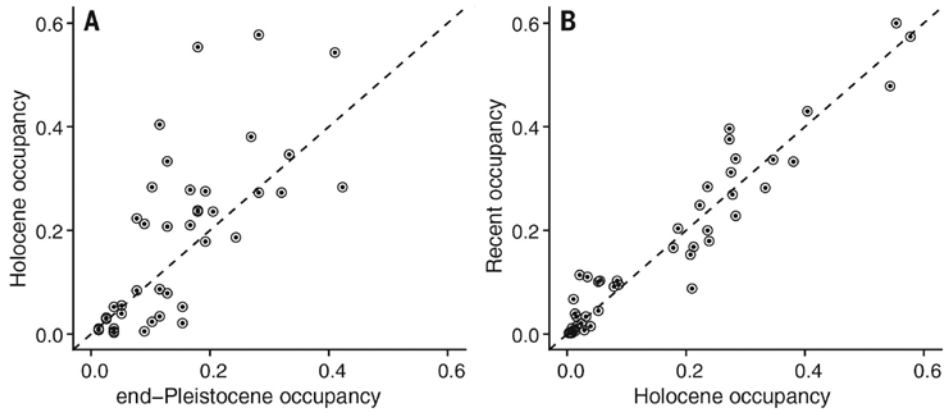 A
0.6
0.4
0.2
0.0
Holocene occupancy
0.0 0.2 0.4 0.6
end−Pleistocene occupancy
B
0.6
0.4
0.2
0.0
Recent occupancy
0.0 0.2 0.4 0.6
Holocene occupancy